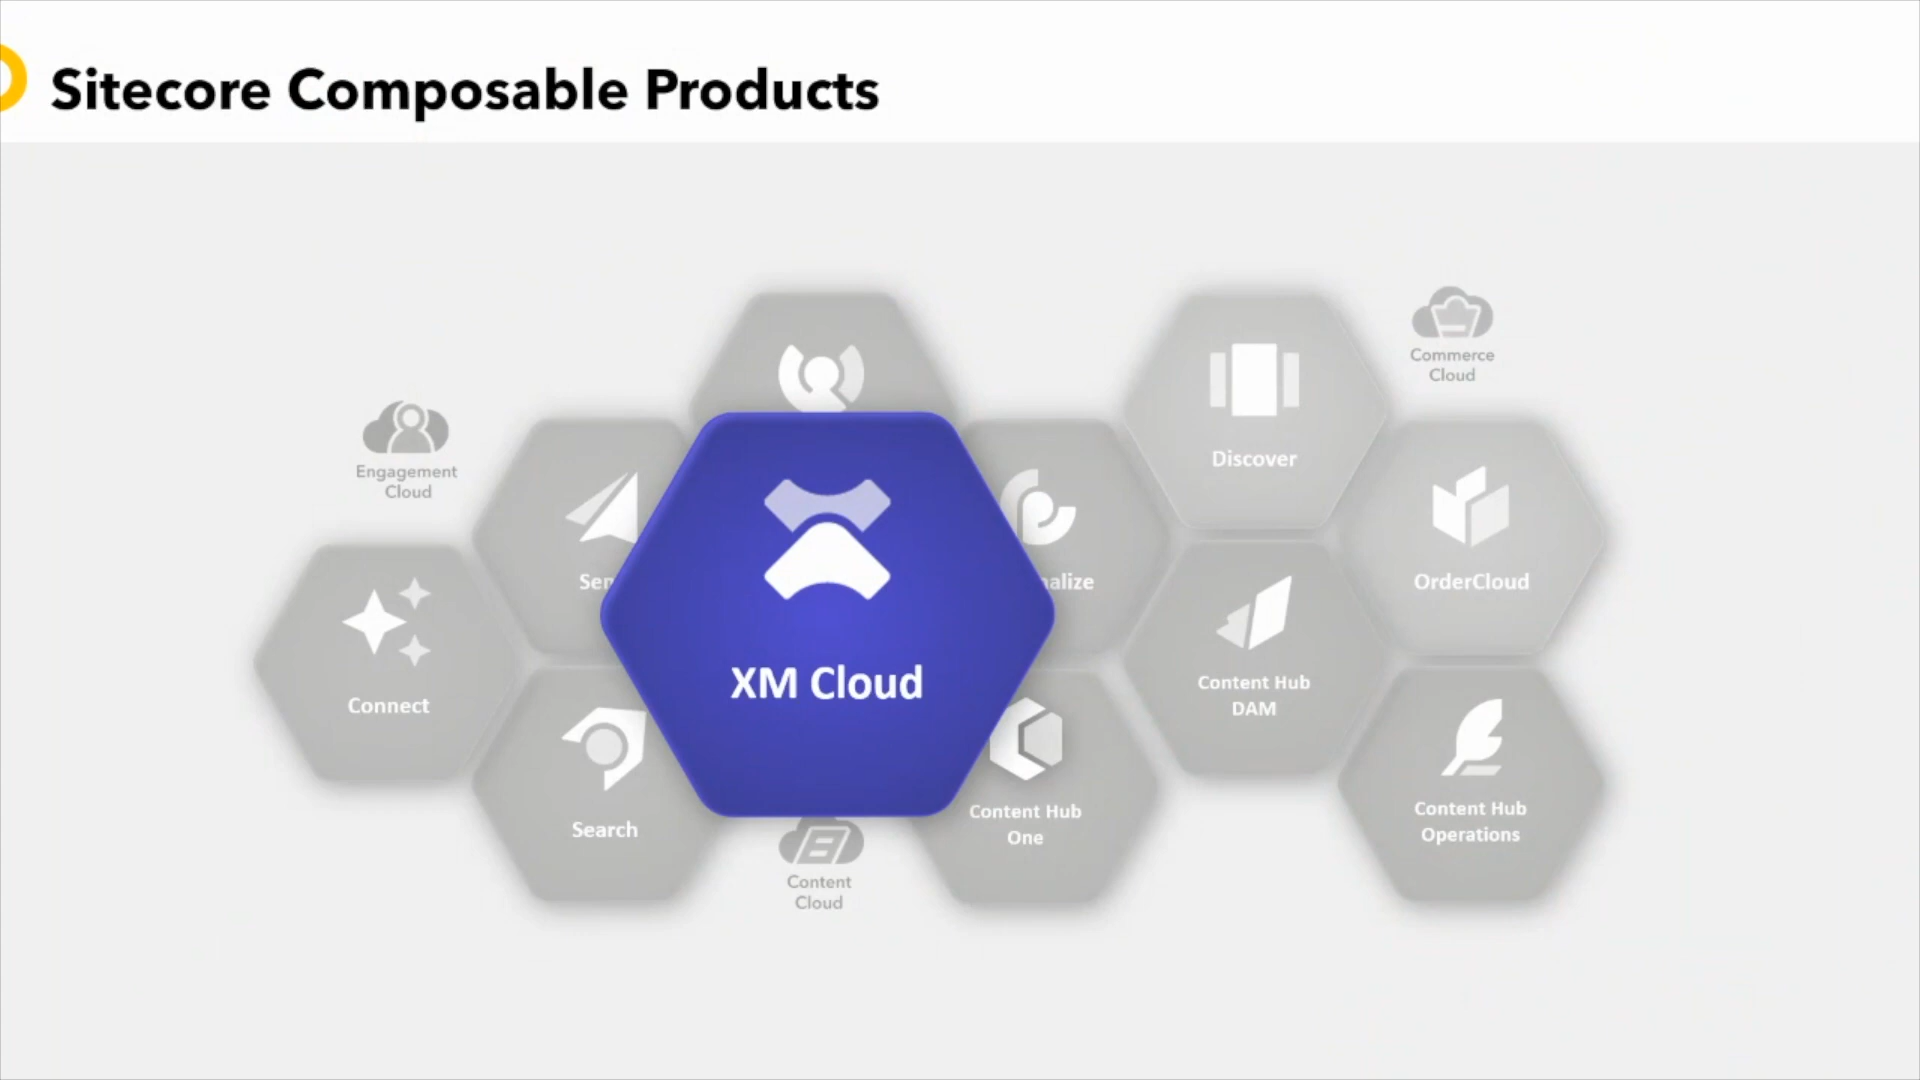 Sitecore Composable Products
Commerce
Cloud
Discover
Engagement
Cloud
OrderCloud
XM Cloud
Connect
Content Hub
DAM
Search
Content Hub
One
Content Hub
Operations
Content
Cloud